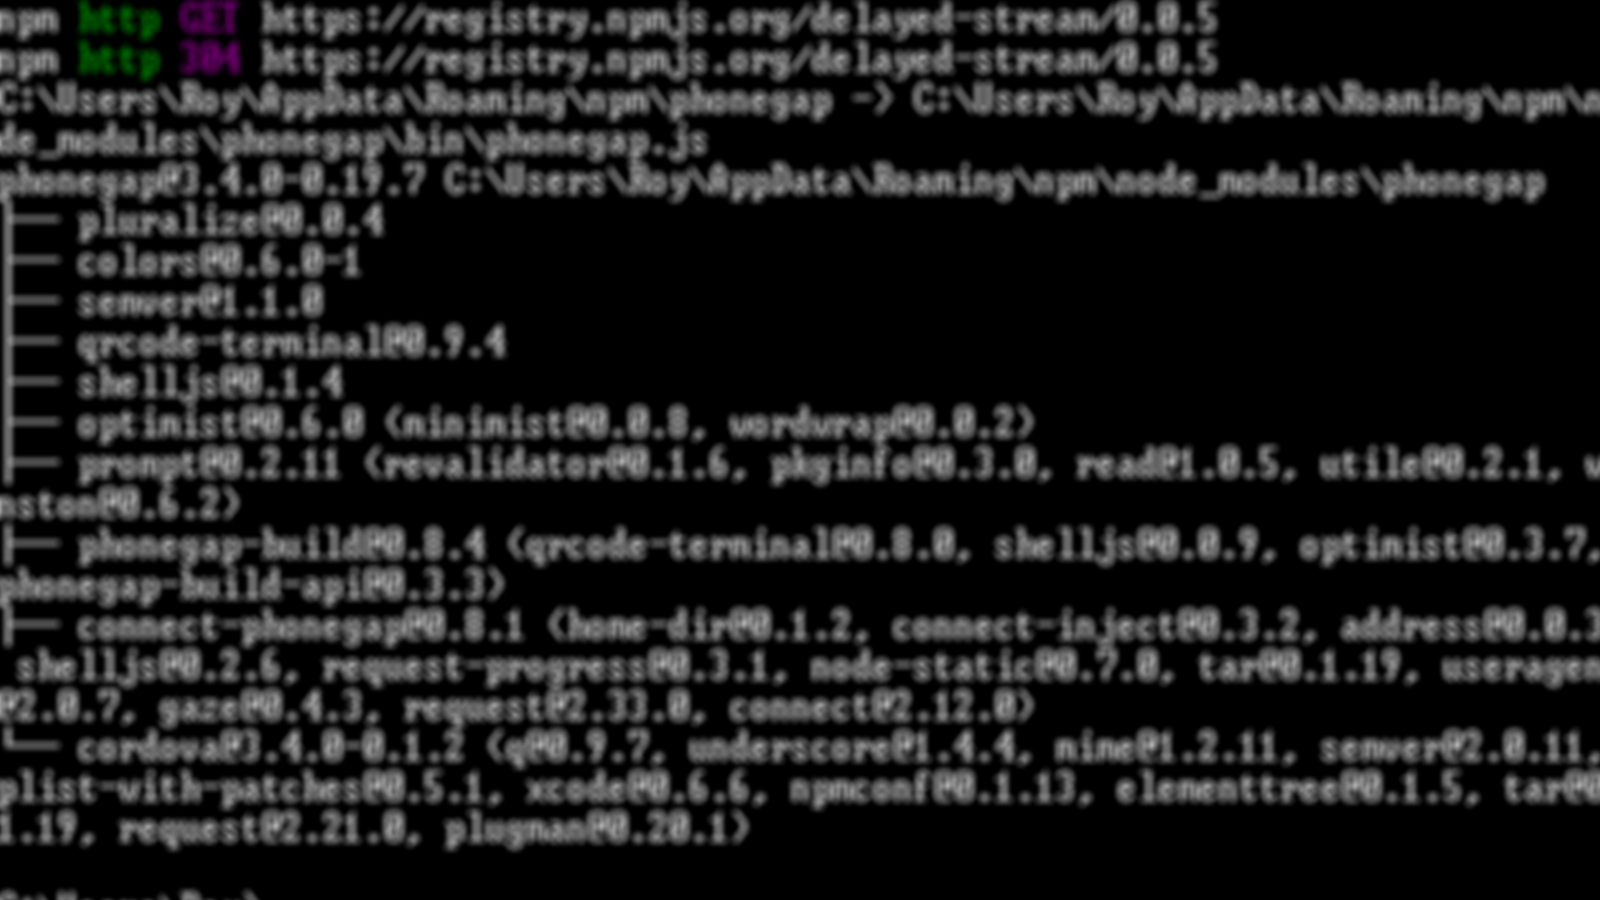 npm http GET https://registry.npmjs.org/delayed-stream/0.0.5
npm http 304 https://registry.npmjs.org/delayed-stream/0.0.5
C:\Users\Roy\AppData\Roaming\npm\phonegap -> C:\Users\Roy\AppData\Roaming\npm\n
de_modules\phonegap\bin\phonegap.js
phonegap@3.4.0-0.19.7 C:\Users\Roy\AppData\Roaming\npm\node_modules\phonegap
├── pluralize@0.0.4
├── colors@0.6.0-1
├── semver@1.1.0
├── qrcode-terminal@0.9.4
├── shelljs@0.1.4
├── optimist@0.6.0 (minimist@0.0.8, wordwrap@0.0.2)
├── prompt@0.2.11 (revalidator@0.1.6, pkginfo@0.3.0, read@1.0.5, utile@0.2.1, w
nston@0.6.2)
├── phonegap-build@0.8.4 (qrcode-terminal@0.8.0, shelljs@0.0.9, optimist@0.3.7,
phonegap-build-api@0.3.3)
├── connect-phonegap@0.8.1 (home-dir@0.1.2, connect-inject@0.3.2, address@0.0.3
shelljs@0.2.6, request-progress@0.3.1, node-static@0.7.0, tar@0.1.19, useragen
@2.0.7, gaze@0.4.3, request@2.33.0, connect@2.12.0)
└── cordova@3.4.0-0.1.2 (q@0.9.7, underscore@1.4.4, mime@1.2.11, semver@2.0.11,
plist-with-patches@0.5.1, xcode@0.6.6, npmconf@0.1.13, elementtree@0.1.5, tar@0
1.19, request@2.21.0, plugman@0.20.1)